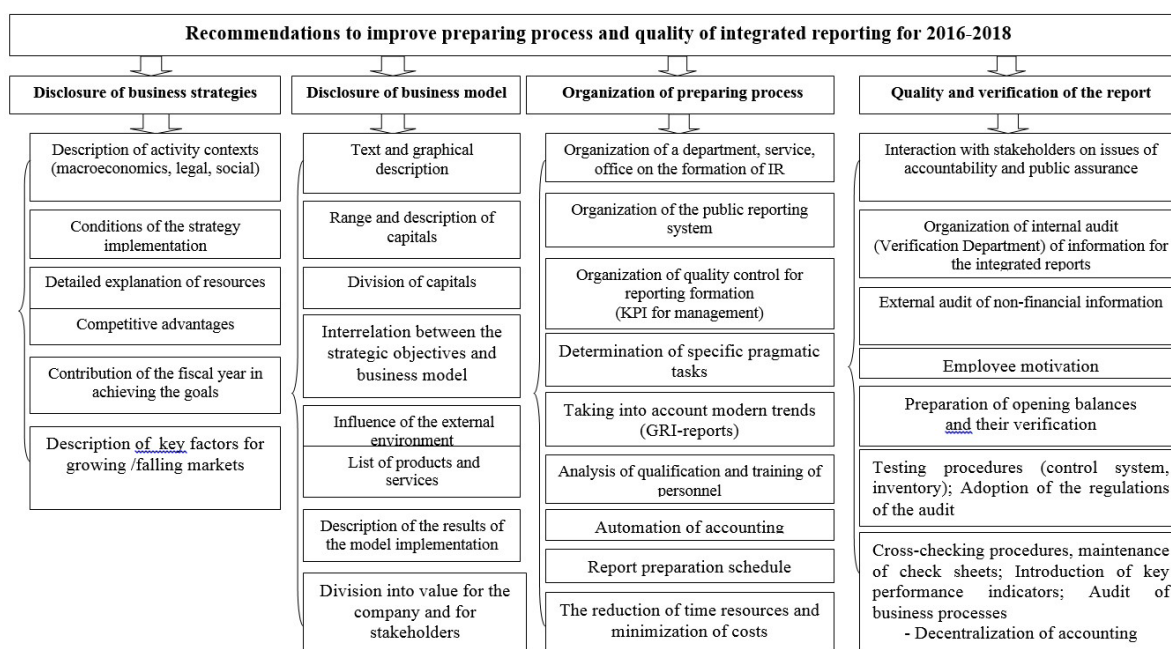 Recommendations to improve preparing process and quality of integrated reporting for 2016-2018
Disclosure of business strategies
Description of activity contexts
(macroeconomics, legal, social)
Conditions of the strategy
implementation
Detailed explanation of resources
Competitive advantages
Contribution of the fiscal year in
achieving the goals
Description of key factors for
growing /falling markets
Disclosure of business model
Text and graphical
description
Range and description of
capitals
Division of capitals
Interrelation between the
strategic objectives and
business model
Influence of the external
environment
List of products and
services
Description of the results of
the model implementation
Division into value for the
company and for
stakeholders
Organization of preparing process
Organization of a department, service,
office on the formation of IR
Organization of the public reporting
system
Organization of quality control for
reporting formation
(KPI for management)
Determination of specific pragmatic
tasks
Taking into account modern trends
(GRI-reports)
Analysis of qualification and training of
personnel
Automation of accounting
Report preparation schedule
The reduction of time resources and
minimization of costs
Quality and verification of the report
Interaction with stakeholders on issues of
accountability and public assurance
Organization of internal audit
(Verification Department) of information for
the integrated reports
External audit of non-financial information
Employee motivation
Preparation of opening balances
and their verification
Testing procedures (control system,
inventory); Adoption of the regulations
of the audit
Cross-checking procedures, maintenance
of check sheets; Introduction of key
performance indicators; Audit of
business processes
- Decentralization of accounting